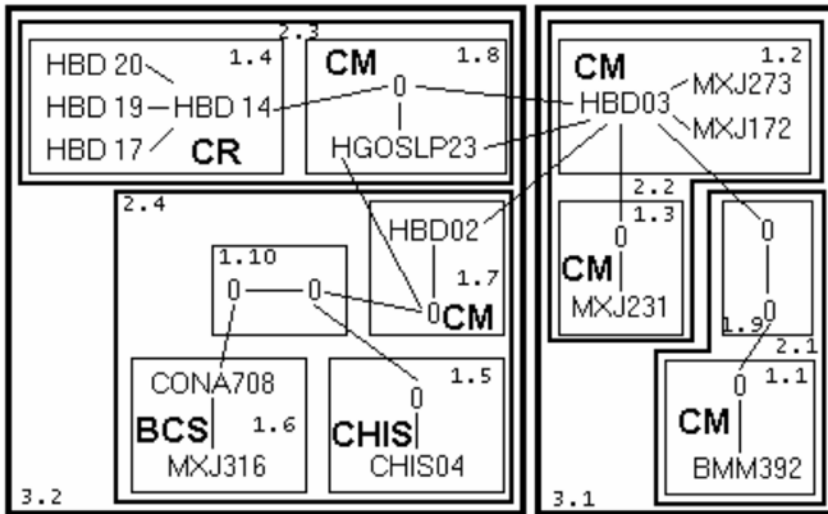 2.3
HBD 20
1.4
CM
1.8
0
HBD 19
HBD 14
HBD 17
CR
HGOSLP23
CM
1.2
MXJ273
HBD03
MXJ172
2.4
HBD02
1.10
0
0
1.7
0
CM
2.2
1.3
0
CM
MXJ231
0
0
1.9
2.1
CONA708
BCS
1.6
MXJ316
1.5
0
CHIS
CHIS04
1.1
0
CM
BMM392
3.2
3.1